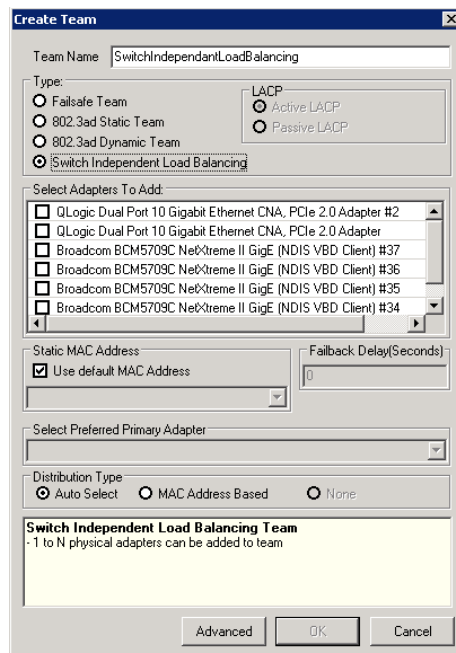 Create Team
Team Name SwitchIndependantLoadBalancing
Type:
Failsafe Team
802.3ad Static Team
802.3ad Dynamic Team
Switch Independent Load Balancing
LACP
Active LACP
Passive LACP
Select Adapters To Add:
QLogic Dual Port 10 Gigabit Ethernet CNA, PCIe 2.0 Adapter #2
QLogic Dual Port 10 Gigabit Ethernet CNA, PCIe 2.0 Adapter
Broadcom BCM5709C NetXtreme II GigE (NDIS VBD Client) #37
Broadcom BCM5709C NetXtreme II GigE (NDIS VBD Client) #36
Broadcom BCM5709C NetXtreme II GigE (NDIS VBD Client) #35
Broadcom BCM5709C NetXtreme II GigE (NDIS VBD Client) #34
Static MAC Address
Use default MAC Address
Failback Delay(Seconds)
0
Select Preferred Primary Adapter
Distribution Type
Auto Select MAC Address Based None
Switch Independent Load Balancing Team
- 1 to N physical adapters can be added to team
Advanced OK Cancel